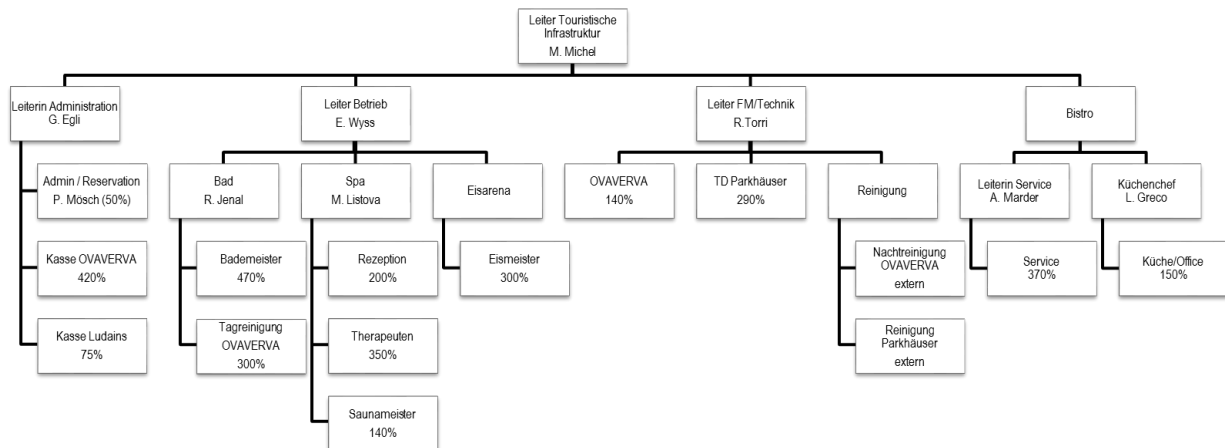 Leiter Touristische
Infrastruktur
M. Michel
Leiterin Administration
G. Egli
Leiter Betrieb
E. Wyss
Leiter FM/Technik
R.Torri
Bistro
Admin / Reservation
P. Mösch (50%)
Bad
R. Jenal
Spa
M. Listova
Eisarena
OVAVERVA
140%
TD Parkhäuser
290%
Reinigung
Leiterin Service
A. Marder
Küchenchef
L. Greco
Kasse OVAVERVA
420%
Bademeister
470%
Rezeption
200%
Eismeister
300%
Nachtreinigung
OVAVERVA
extern
Service
370%
Küche/Office
150%
Kasse Ludains
75%
Tagreinigung
OVAVERVA
300%
Therapeuten
350%
Reinigung
Parkhäuser
extern
Saunameister
140%